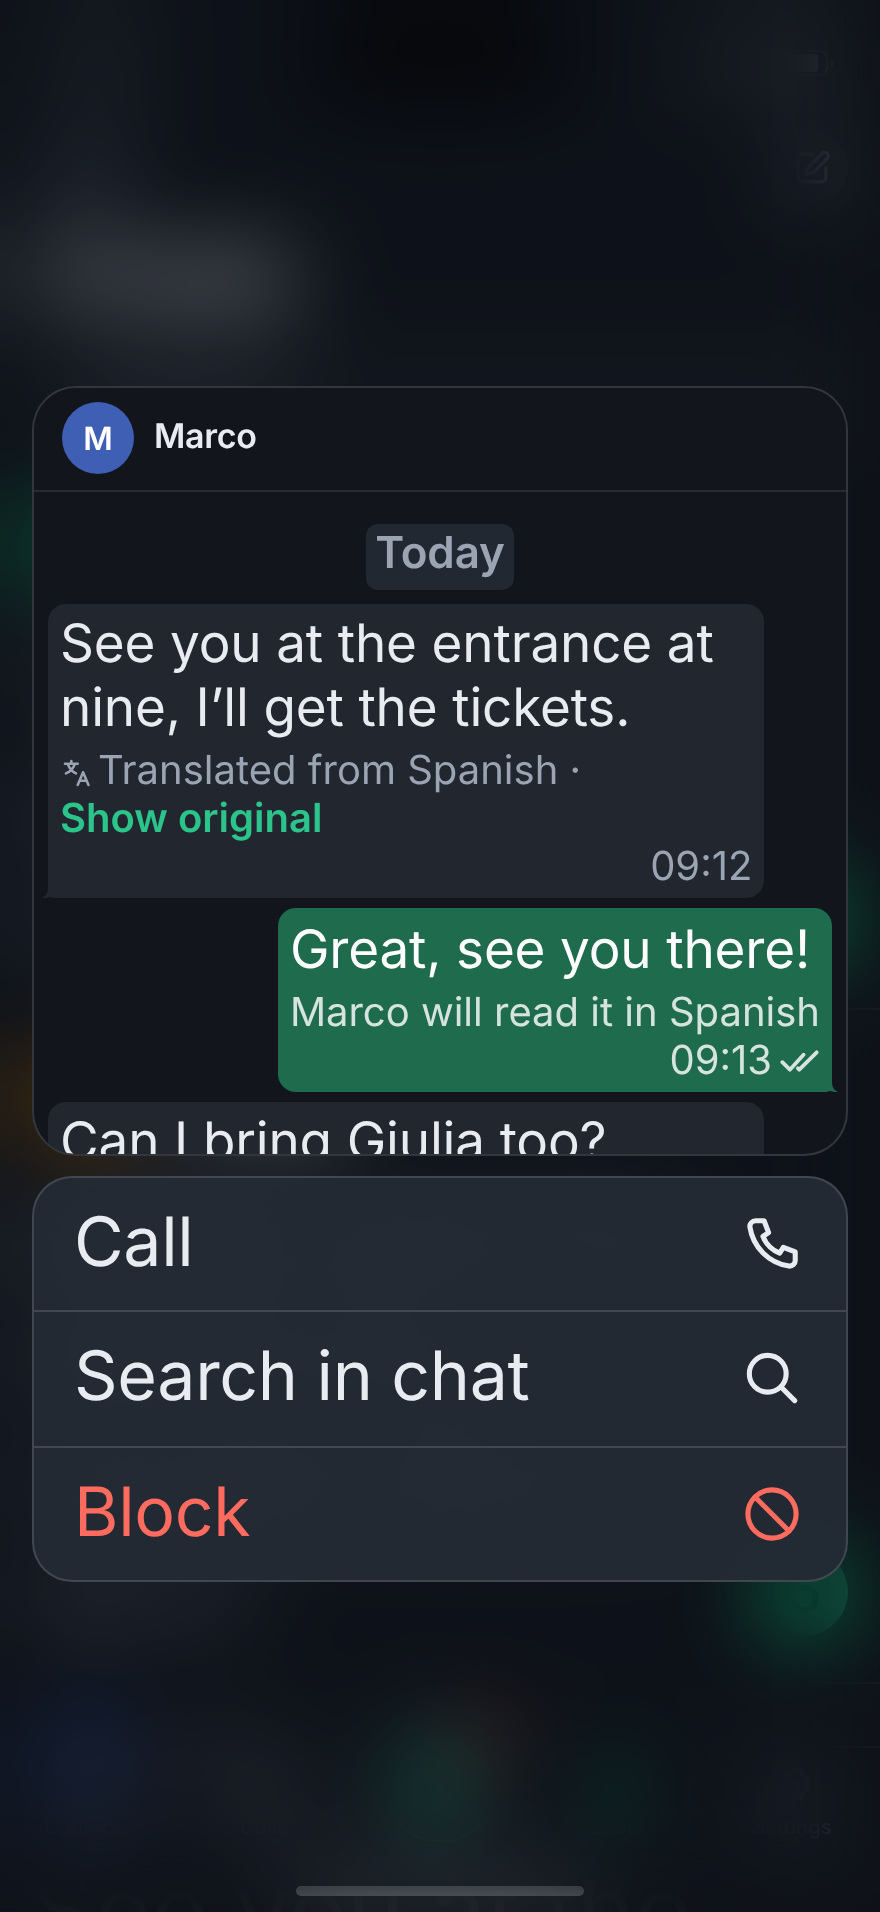 M
Marco
Today
See you at the entrance at
nine, I’ll get the tickets.
Translated from Spanish ·
Show original
09:12
Great, see you there!
Marco will read it in Spanish
09:13
Can I bring Giulia too?
Call
Search in chat
Block